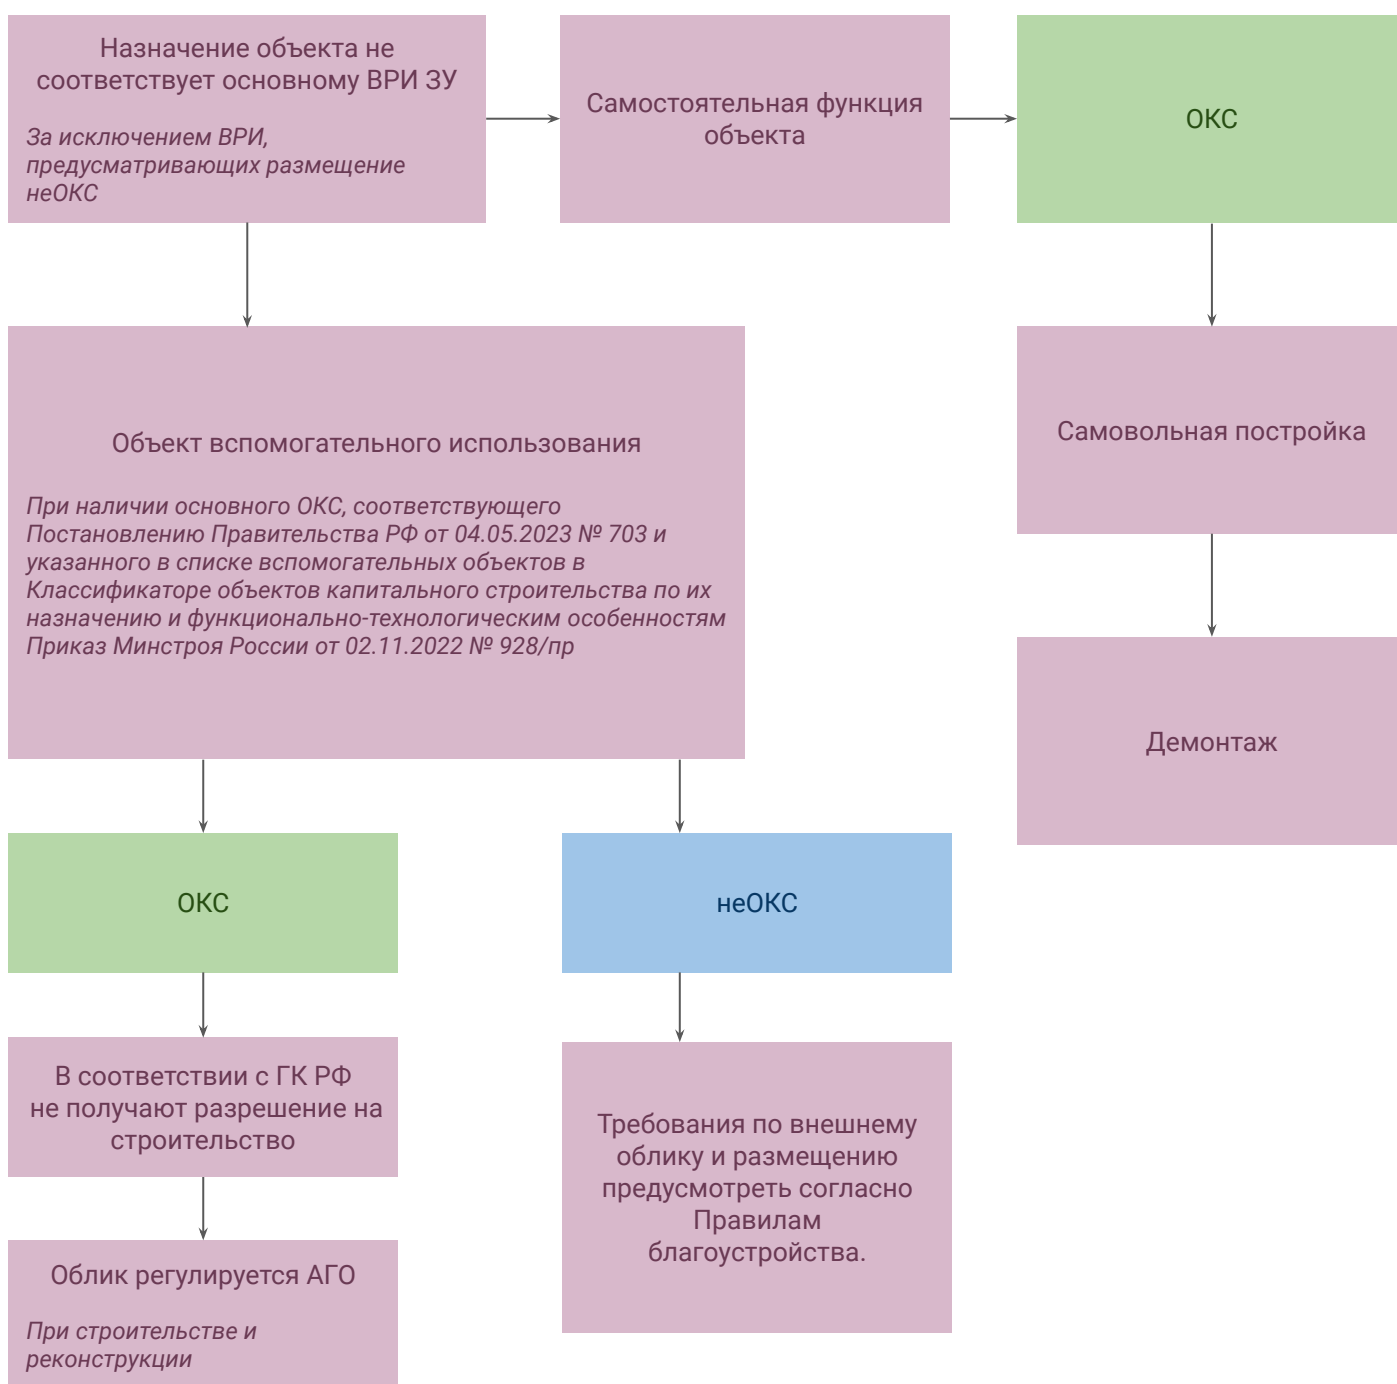 Назначение объекта не
соответствует основному ВРИ ЗУ
За исключением ВРИ,
предусматривающих размещение
неОКС
Самостоятельная функция
объекта
ОКС
Объект вспомогательного использования
При наличии основного ОКС, соответствующего
Постановлению Правительства РФ от 04.05.2023 № 703 и
указанного в списке вспомогательных объектов в
Классификаторе объектов капитального строительства по их
назначению и функционально-технологическим особенностям
Приказ Минстроя России от 02.11.2022 № 928/пр
Самовольная постройка
Демонтаж
ОКС
неОКС
В соответствии с ГК РФ
не получают разрешение на
строительство
Требования по внешнему
облику и размещению
предусмотреть согласно
Правилам
благоустройства.
Облик регулируется АГО
При строительстве и
реконструкции